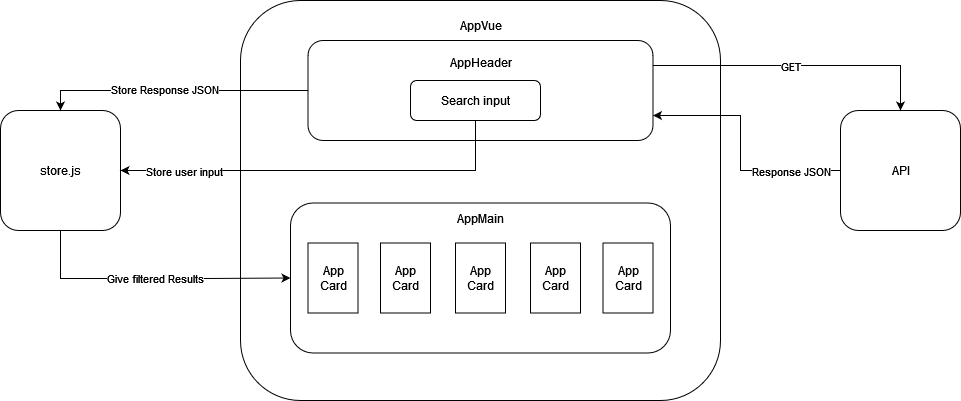 AppVue
AppHeader
GET
Store Response JSON
Search input
store.js
Store user input
Response JSON
API
AppMain
App
Card
App
Card
App
Card
App
Card
App
Card
Give filtered Results